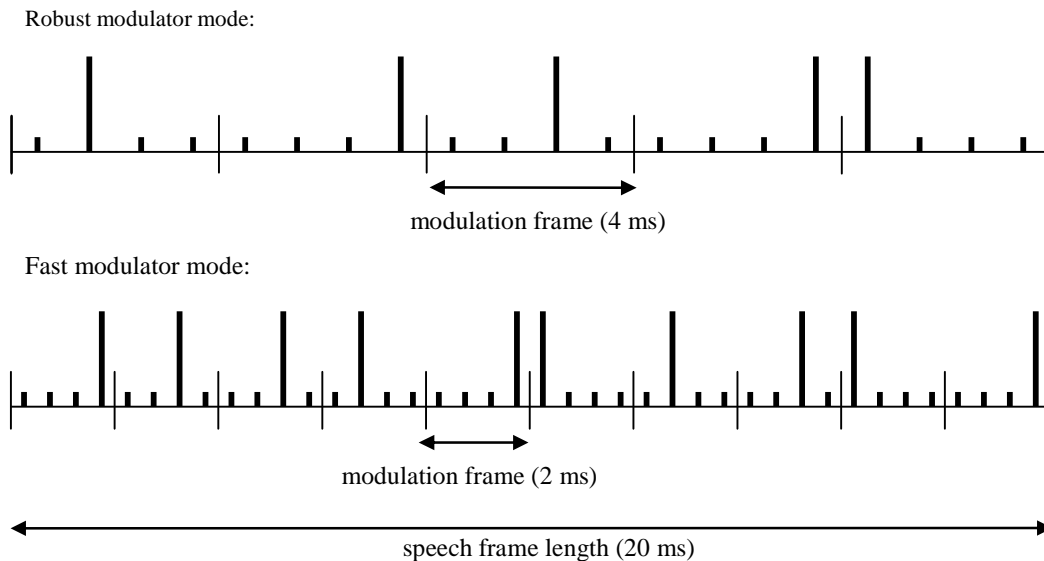 Robust modulator mode:
modulation frame (4 ms)
Fast modulator mode:
modulation frame (2 ms)
speech frame length (20 ms)